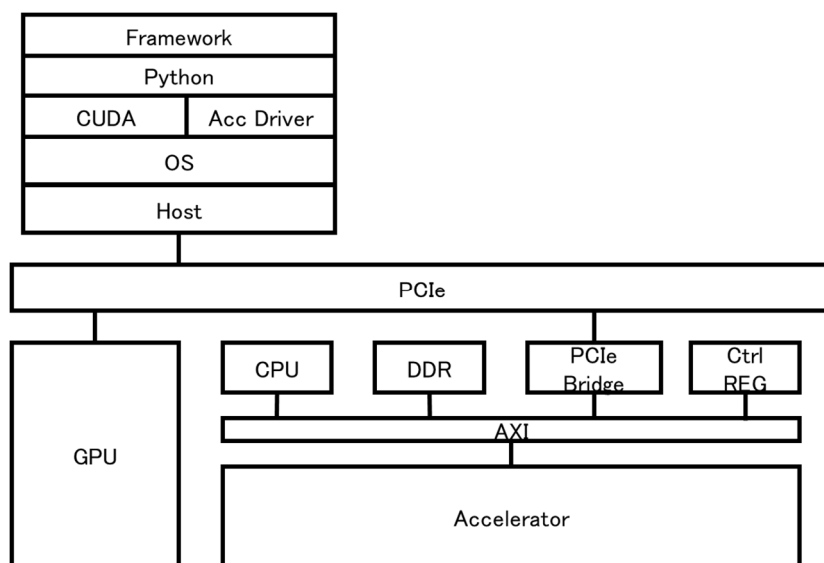 Framework
Python
CUDA
Acc Driver
OS
Host
PCIe
GPU
CPU
DDR
PCIe
Bridge
Ctrl
REG
AXI
Accelerator